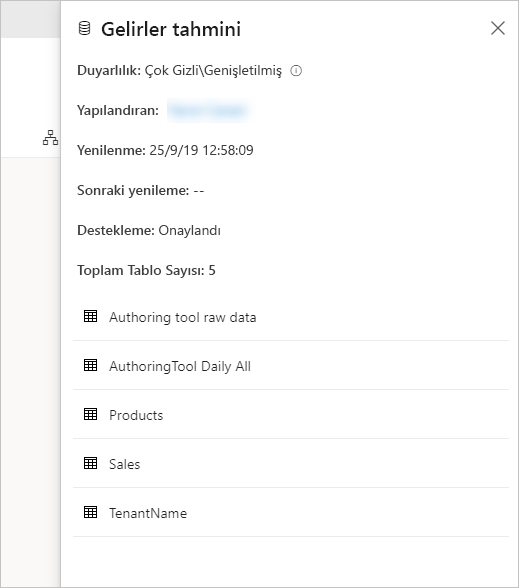 Gelirler tahmini
Duyarlılık: Çok Gizli\Genişletilmiş
Yapılandıran:
Yenilenme: 25/9/19 12:58:09
Sonraki yenileme: --
Destekleme: Onaylandı
Toplam Tablo Sayısı: 5
Authoring tool raw data
AuthoringTool Daily All
Products
Sales
TenantName